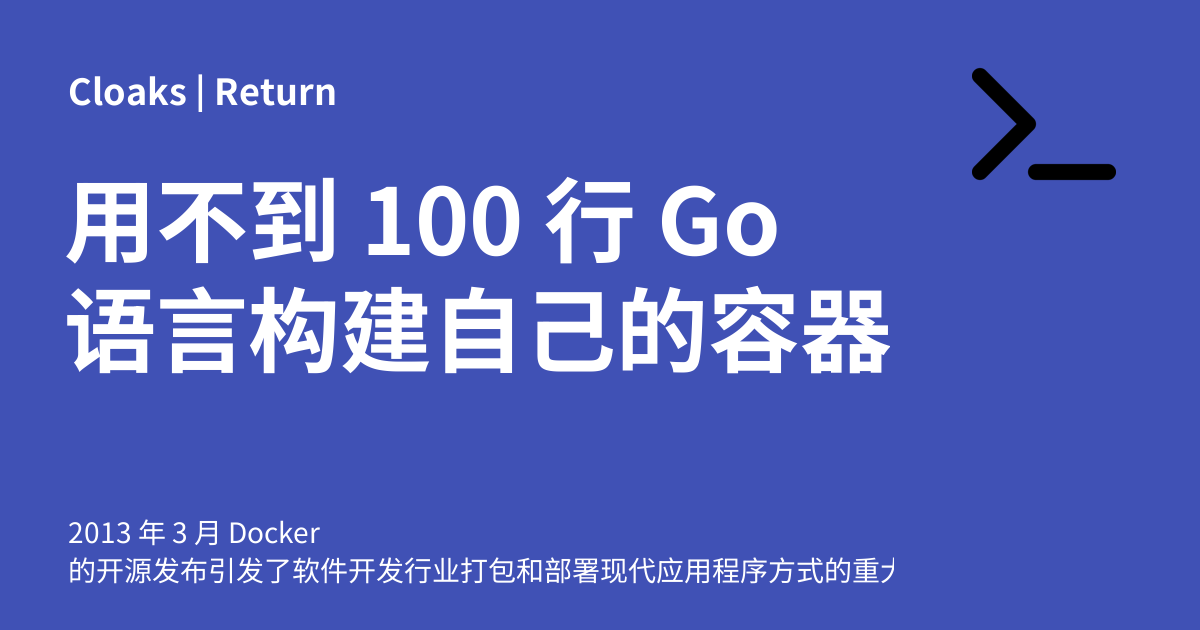 Cloaks | Return
用不到 100 行 Go
语言构建自己的容器
2013 年 3 月 Docker
的开源发布引发了软件开发行业打包和部署现代应用程序方式的重